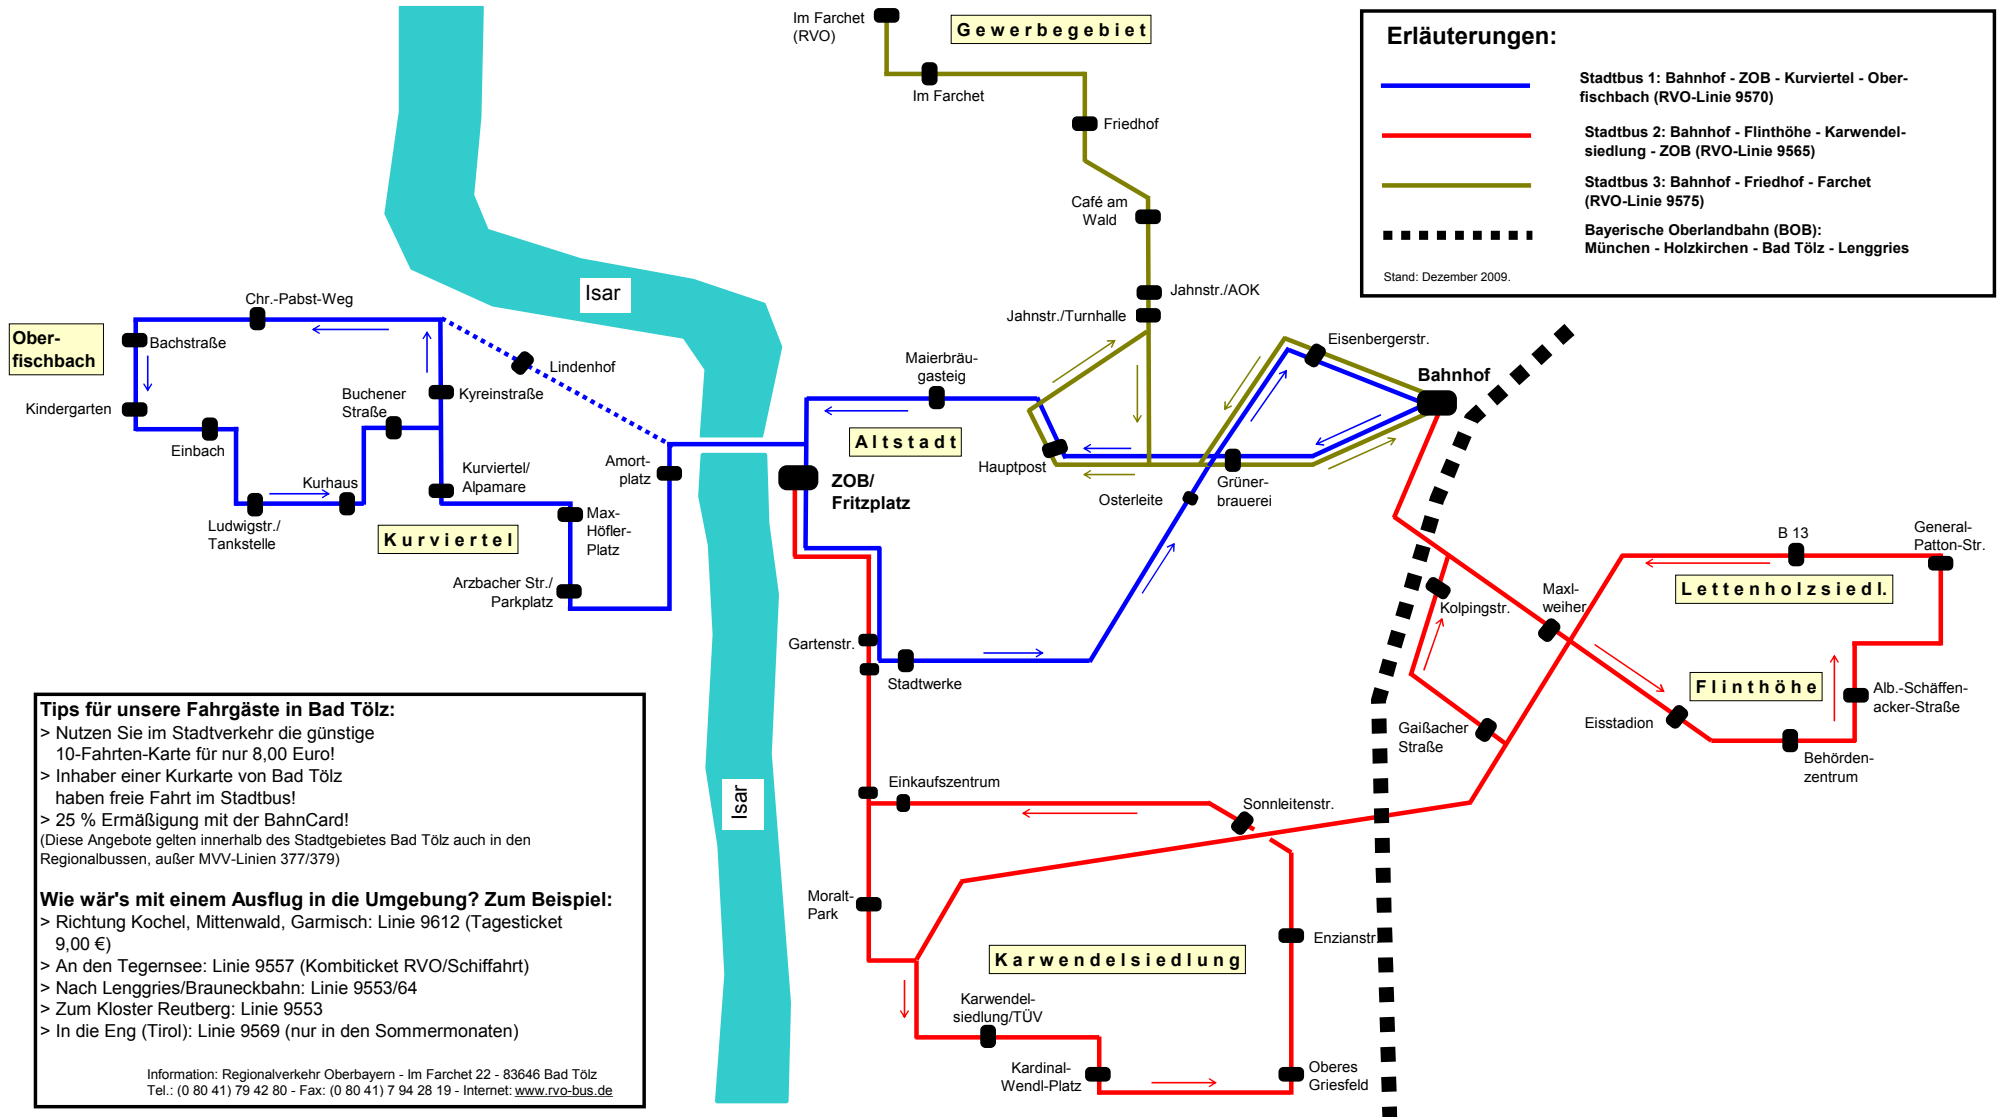 Im Farchet
(RVO)
Gewerbegebiet
Im Farchet
Friedhof
Café am
Wald
Jahnstr./AOK
Jahnstr./Turnhalle
Erläuterungen:
Stadtbus 1: Bahnhof - ZOB - Kurviertel - Ober-
fischbach (RVO-Linie 9570)
Stadtbus 2: Bahnhof - Flinthöhe - Karwendel-
siedlung - ZOB (RVO-Linie 9565)
Stadtbus 3: Bahnhof - Friedhof - Farchet
(RVO-Linie 9575)
Bayerische Oberlandbahn (BOB):
München - Holzkirchen - Bad Tölz - Lenggries
Stand: Dezember 2009.
Isar
Chr.-Pabst-Weg
Ober-
fischbach
Bachstraße
Kindergarten
Einbach
Buchener
Straße
Kyreinstraße
Lindenhof
Kurhaus
Ludwigstr./
Tankstelle
Kurviertel/
Alpamare
Kurviertel
Max-
Höfler-
Platz
Arzbacher Str./
Parkplatz
Amort-
platz
Maierbräu-
gasteig
Altstadt
ZOB/
Fritzplatz
Hauptpost
Osterleite
Grüner-
brauerei
Eisenbergerstr.
Bahnhof
Gartenstr.
Stadtwerke
Kolpingstr.
Maxl-
weiher
B 13
General-
Patton-Str.
Lettenholzsiedl.
Flinthöhe
Alb.-Schäffen-
acker-Straße
Eisstadion
Behörden-
zentrum
Gaißacher
Straße
Isar
Einkaufszentrum
Sonnleitenstr.
Moralt-
Park
Enzianstr.
Karwendelsiedlung
Karwendel-
siedlung/TÜV
Kardinal-
Wendl-Platz
Oberes
Griesfeld
Tips für unsere Fahrgäste in Bad Tölz:
> Nutzen Sie im Stadtverkehr die günstige
10-Fahrten-Karte für nur 8,00 Euro!
> Inhaber einer Kurkarte von Bad Tölz
haben freie Fahrt im Stadtbus!
> 25 % Ermäßigung mit der BahnCard!
(Diese Angebote gelten innerhalb des Stadtgebietes Bad Tölz auch in den
Regionalbussen, außer MVV-Linien 377/379)
Wie wär's mit einem Ausflug in die Umgebung? Zum Beispiel:
> Richtung Kochel, Mittenwald, Garmisch: Linie 9612 (Tagesticket
9,00 €)
> An den Tegernsee: Linie 9557 (Kombiticket RVO/Schiffahrt)
> Nach Lenggries/Brauneckbahn: Linie 9553/64
> Zum Kloster Reutberg: Linie 9553
> In die Eng (Tirol): Linie 9569 (nur in den Sommermonaten)
Information: Regionalverkehr Oberbayern - Im Farchet 22 - 83646 Bad Tölz
Tel.: (0 80 41) 79 42 80 - Fax: (0 80 41) 7 94 28 19 - Internet: www.rvo-bus.de